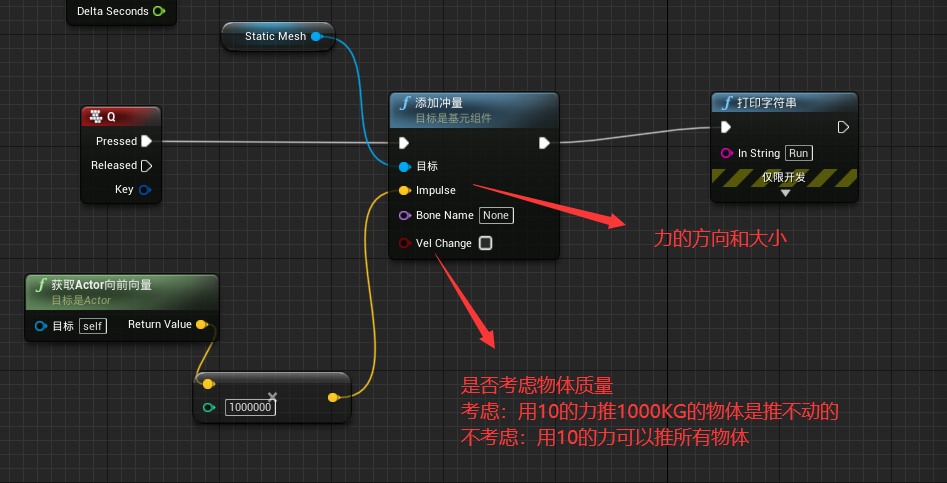 Delta Seconds
Static Mesh
Q
Pressed
Released
Key
f 添加冲量
目标是基元组件
目标
Impulse
Bone Name None
Vel Change
f 打印字符串
In String Run
仅限开发
力的方向和大小
f 获取Actor向前向量
目标是Actor
目标 self Return Value
×
1000000
是否考虑物体质量
考虑：用10的力推1000KG的物体是推不动的
不考虑：用10的力可以推所有物体